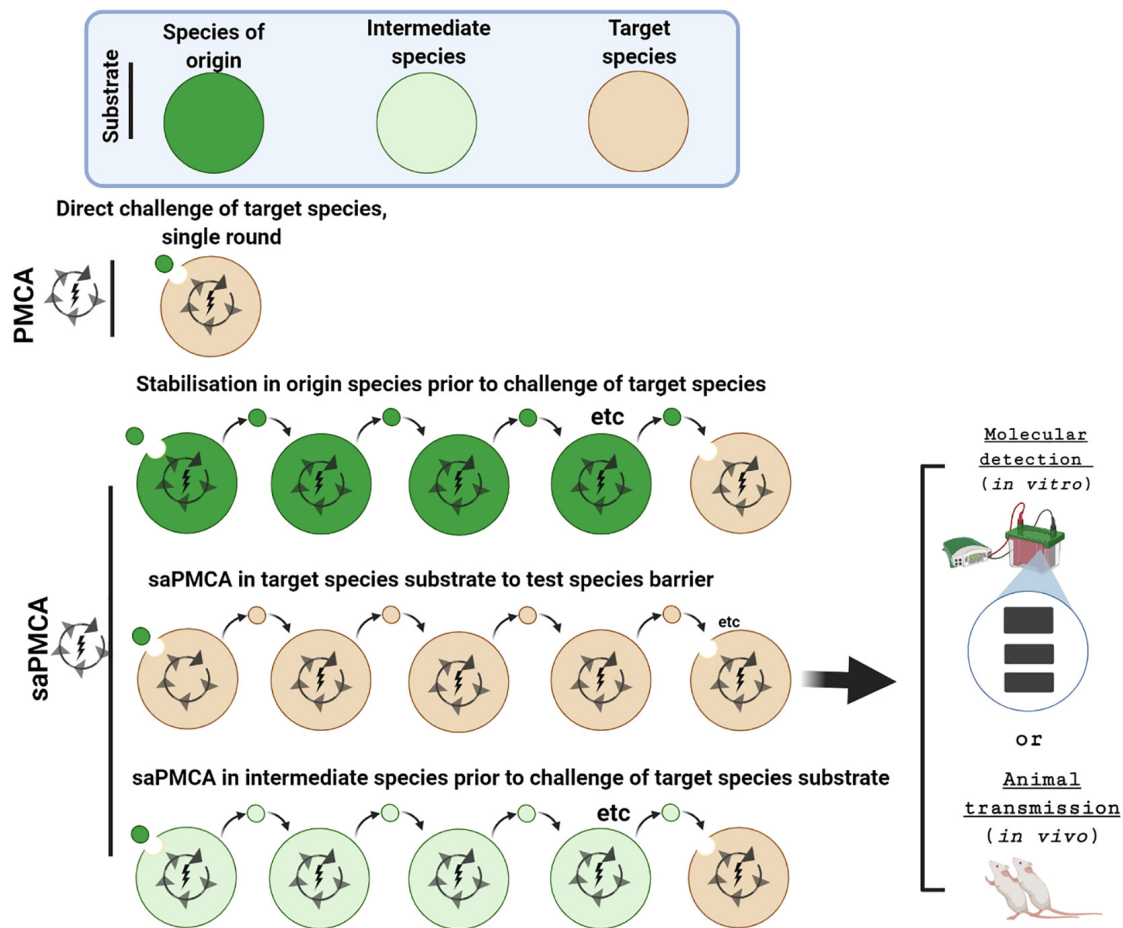 Substrate
Species of
origin
Intermediate
species
Target
species
Direct challenge of target species,
single round
PMCA
Stabilisation in origin species prior to challenge of target species
etc
saPMCA
saPMCA in target species substrate to test species barrier
etc
saPMCA in intermediate species prior to challenge of target species substrate
etc
Molecular
detection
(in vitro)
or
Animal
transmission
(in vivo)